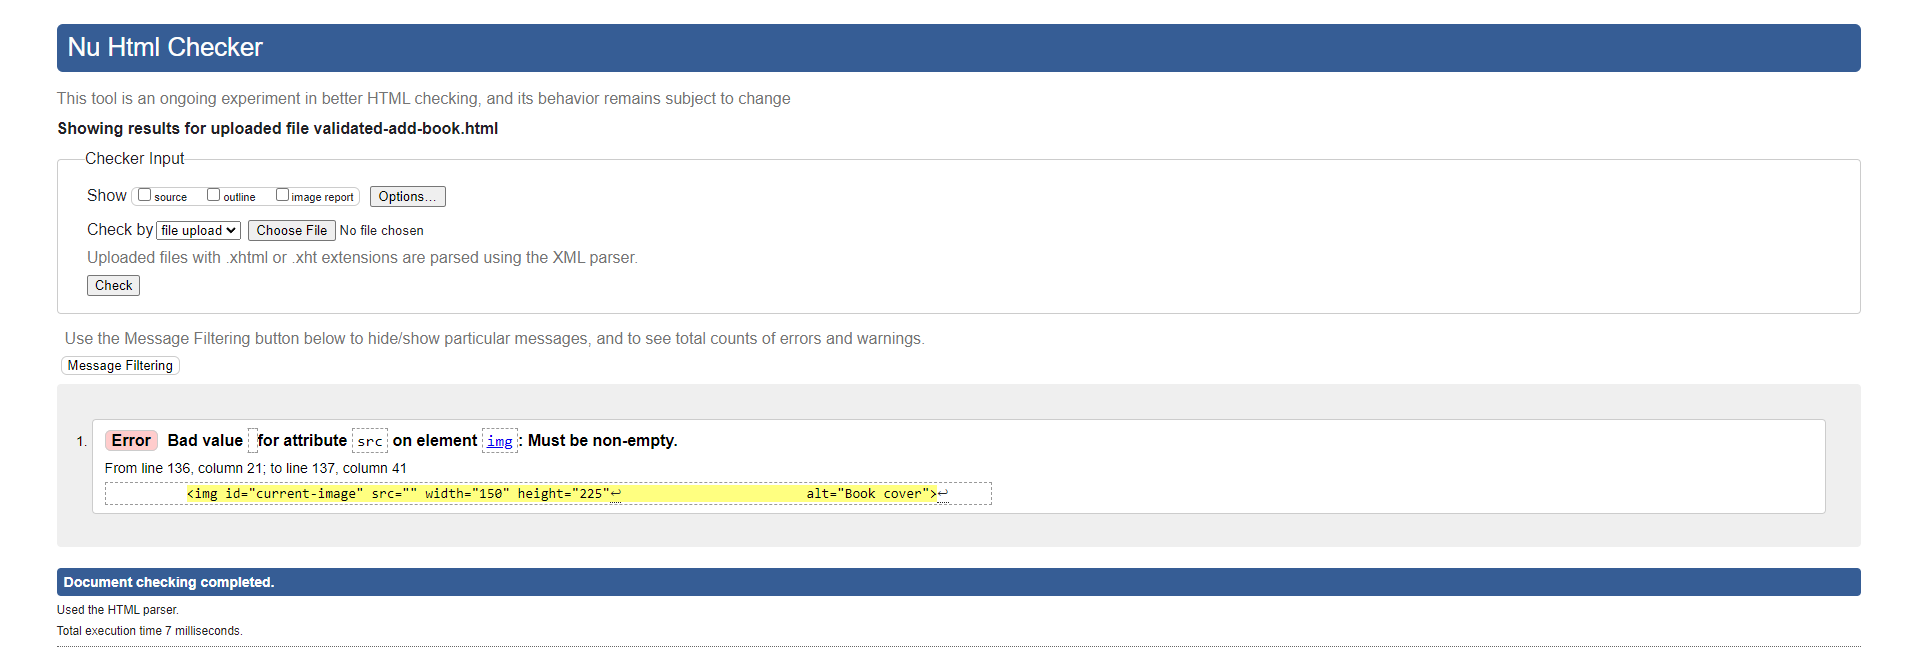 Nu Html Checker
This tool is an ongoing experiment in better HTML checking, and its behavior remains subject to change
Showing results for uploaded file validated-add-book.html
Checker Input
Show source outline image report Options...
Check by file upload Choose File No file chosen
Uploaded files with .xhtml or .xht extensions are parsed using the XML parser.
Check
Use the Message Filtering button below to hide/show particular messages, and to see total counts of errors and warnings.
Message Filtering
1. Error Bad value for attribute src on element img: Must be non-empty.
From line 136, column 21; to line 137, column 41
<img id="current-image" src="" width="150" height="225"↩ alt="Book cover">↩
Document checking completed.
Used the HTML parser.
Total execution time 7 milliseconds.